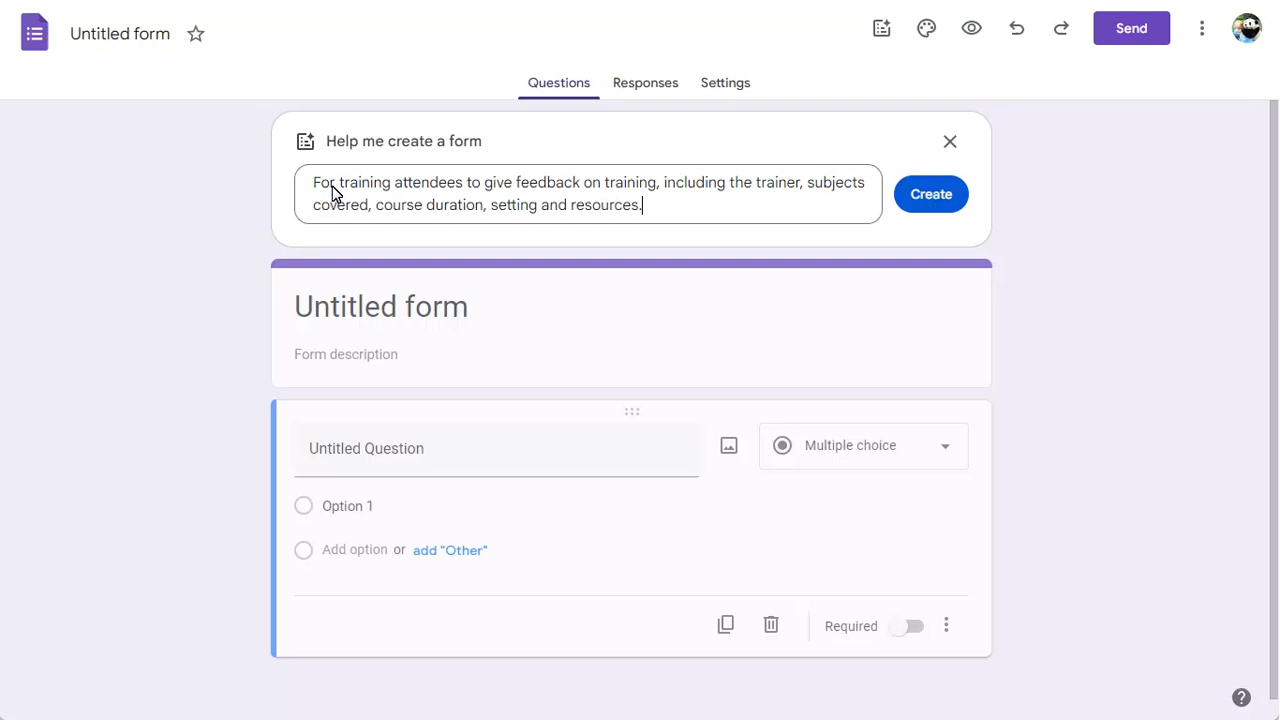 Untitled form
Send
Questions
Responses
Settings
Help me create a form
For training attendees to give feedback on training, including the trainer, subjects
covered, course duration, setting and resources.
Create
Untitled form
Form description
Untitled Question
Multiple choice
Option 1
Add option or add "Other"
Required